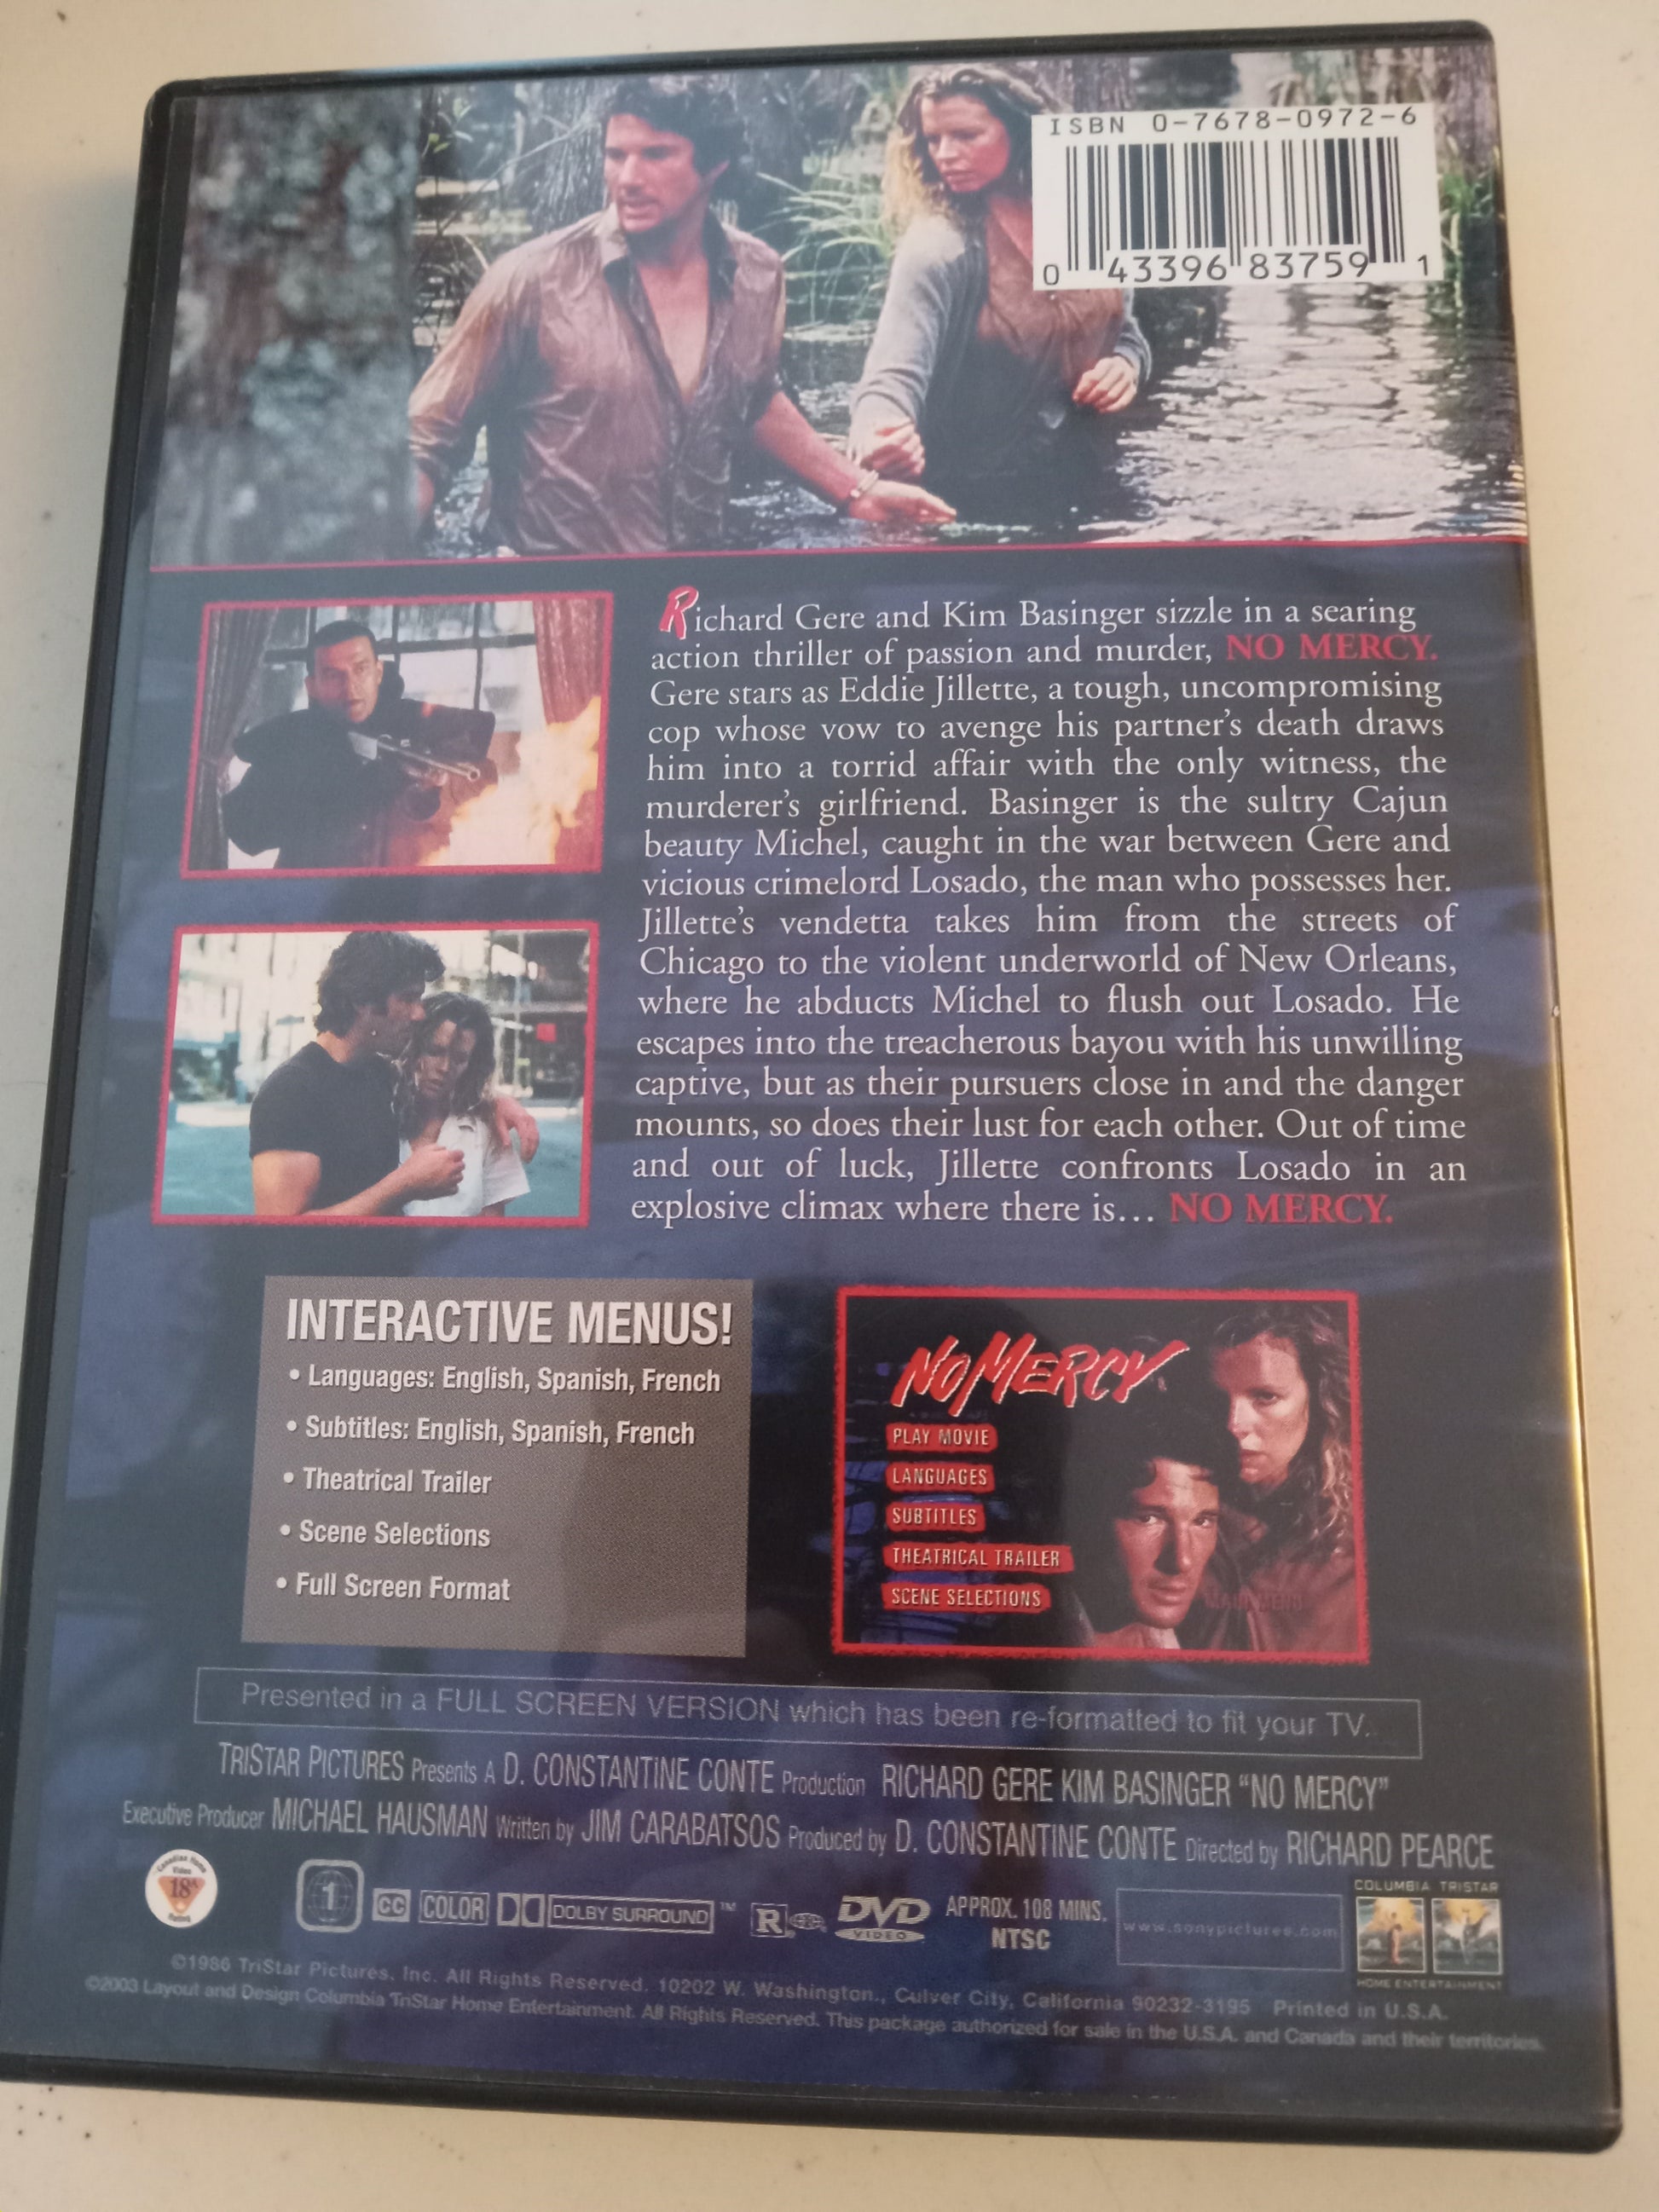 ISBN 0-7678-0972-6
0 43396 83759 1
Richard Gere and Kim Basinger sizzle in a searing
action thriller of passion and murder, NO MERCY.
Gere stars as Eddie Jillette, a tough, uncompromising
cop whose vow to avenge his partner's death draws
him into a torrid affair with the only witness, the
murderer's girlfriend. Basinger is the sultry Cajun
beauty Michel, caught in the war between Gere and
vicious crimelord Losado, the man who possesses her.
Jillette's vendetta takes him from the streets of
Chicago to the violent underworld of New Orleans,
where he abducts Michel to flush out Losado. He
escapes into the treacherous bayou with his unwilling
captive, but as their pursuers close in and the danger
mounts, so does their lust for each other. Out of time
and out of luck, Jillette confronts Losado in an
explosive climax where there is... NO MERCY.
INTERACTIVE MENUS!
• Languages: English, Spanish, French
• Subtitles: English, Spanish, French
• Theatrical Trailer
• Scene Selections
• Full Screen Format
NO MERCY
PLAY MOVIE
LANGUAGES
SUBTITLES
THEATRICAL TRAILER
SCENE SELECTIONS
MAIN MENU
Presented in a FULL SCREEN VERSION which has been re-formatted to fit your TV.
TRISTAR PICTURES Presents A D. CONSTANTINE CONTE Production RICHARD GERE KIM BASINGER "NO MERCY"
Executive Producer MICHAEL HAUSMAN Written by JIM CARABATSOS Produced by D. CONSTANTINE CONTE Directed by RICHARD PEARCE
Canadian Home Video 18A Rated
1 CC COLOR DOLBY SURROUND™ R DVD VIDEO APPROX. 108 MINS. NTSC
www.sonypictures.com
COLUMBIA TRISTAR
HOME ENTERTAINMENT
©1986 TriStar Pictures, Inc. All Rights Reserved. 10202 W. Washington., Culver City, California 90232-3195 Printed in U.S.A.
©2003 Layout and Design Columbia TriStar Home Entertainment. All Rights Reserved. This package authorized for sale in the U.S.A. and Canada and their territories.